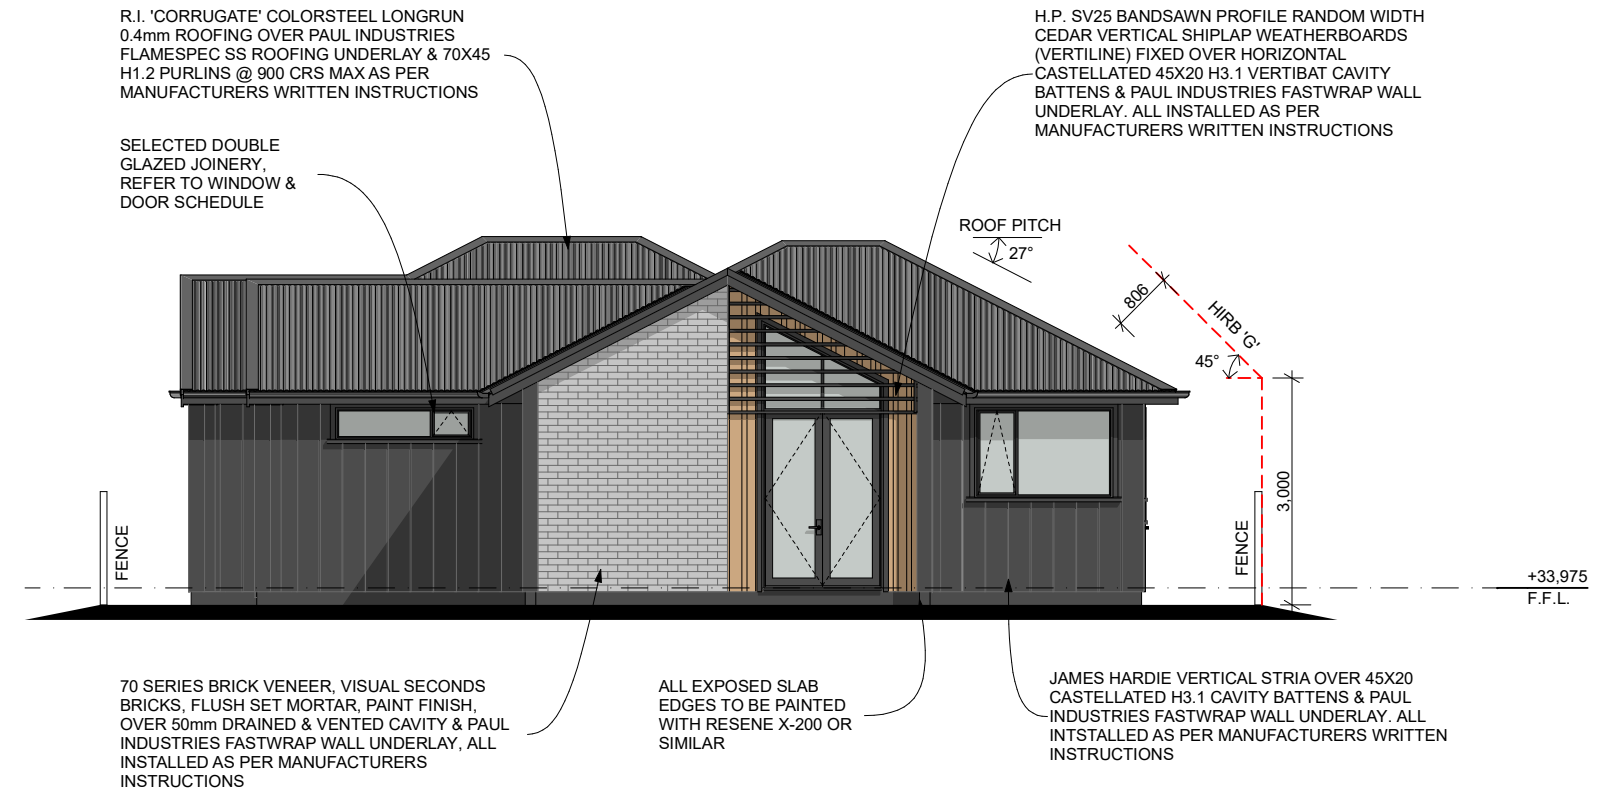 R.I. 'CORRUGATE' COLORSTEEL LONGRUN
0.4mm ROOFING OVER PAUL INDUSTRIES
FLAMESPEC SS ROOFING UNDERLAY & 70X45
H1.2 PURLINS @ 900 CRS MAX AS PER
MANUFACTURERS WRITTEN INSTRUCTIONS
H.P. SV25 BANDSAWN PROFILE RANDOM WIDTH
CEDAR VERTICAL SHIPLAP WEATHERBOARDS
(VERTILINE) FIXED OVER HORIZONTAL
CASTELLATED 45X20 H3.1 VERTIBAT CAVITY
BATTENS & PAUL INDUSTRIES FASTWRAP WALL
UNDERLAY. ALL INSTALLED AS PER
MANUFACTURERS WRITTEN INSTRUCTIONS
SELECTED DOUBLE
GLAZED JOINERY,
REFER TO WINDOW &
DOOR SCHEDULE
ROOF PITCH
27°
806
HIRB 'G'
45°
3,000
FENCE
FENCE
+33,975
F.F.L.
70 SERIES BRICK VENEER, VISUAL SECONDS
BRICKS, FLUSH SET MORTAR, PAINT FINISH,
OVER 50mm DRAINED & VENTED CAVITY & PAUL
INDUSTRIES FASTWRAP WALL UNDERLAY, ALL
INSTALLED AS PER MANUFACTURERS
INSTRUCTIONS
ALL EXPOSED SLAB
EDGES TO BE PAINTED
WITH RESENE X-200 OR
SIMILAR
JAMES HARDIE VERTICAL STRIA OVER 45X20
CASTELLATED H3.1 CAVITY BATTENS & PAUL
INDUSTRIES FASTWRAP WALL UNDERLAY. ALL
INTSTALLED AS PER MANUFACTURERS WRITTEN
INSTRUCTIONS